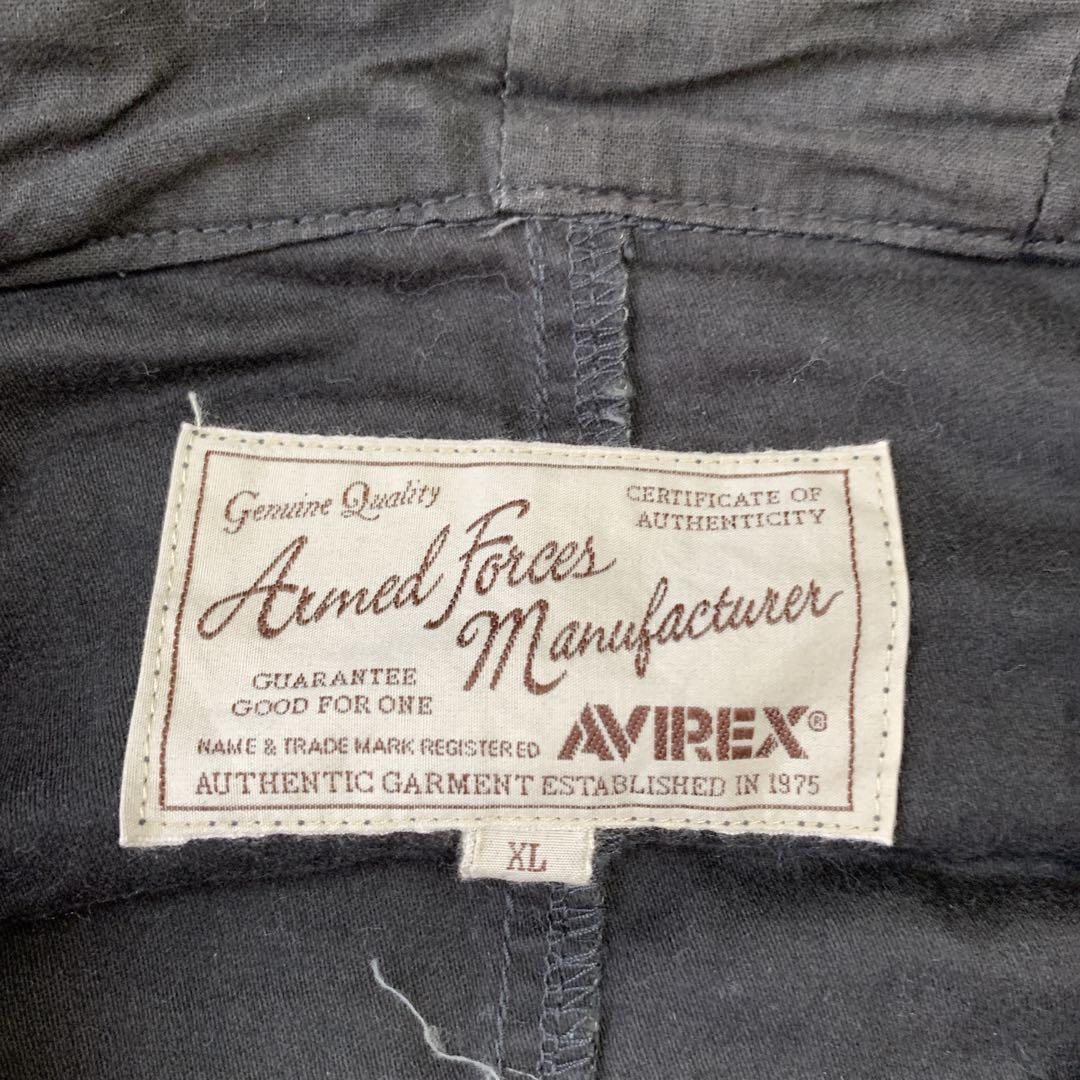 Genuine Quality
CERTIFICATE OF
AUTHENTICITY
Armed Forces
Manufacturer
GUARANTEE
GOOD FOR ONE
NAME & TRADE MARK REGISTERED
AVIREX®
AUTHENTIC GARMENT ESTABLISHED IN 1975
XL